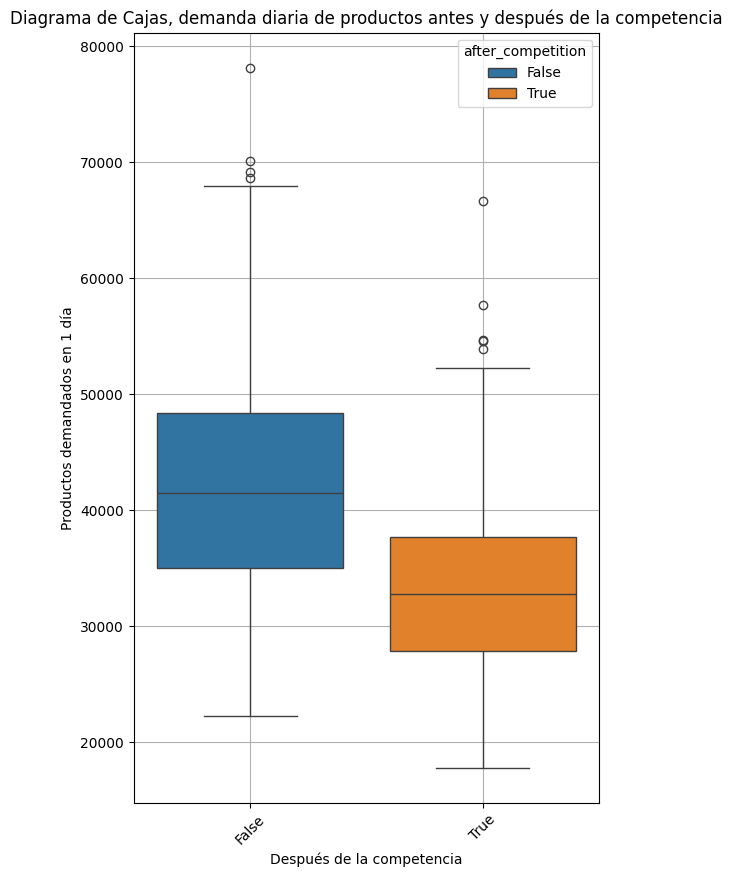 Diagrama de Cajas, demanda diaria de productos antes y después de la competencia
after_competition
False
True
80000
70000
60000
50000
40000
30000
20000
Productos demandados en 1 día
False
True
Después de la competencia